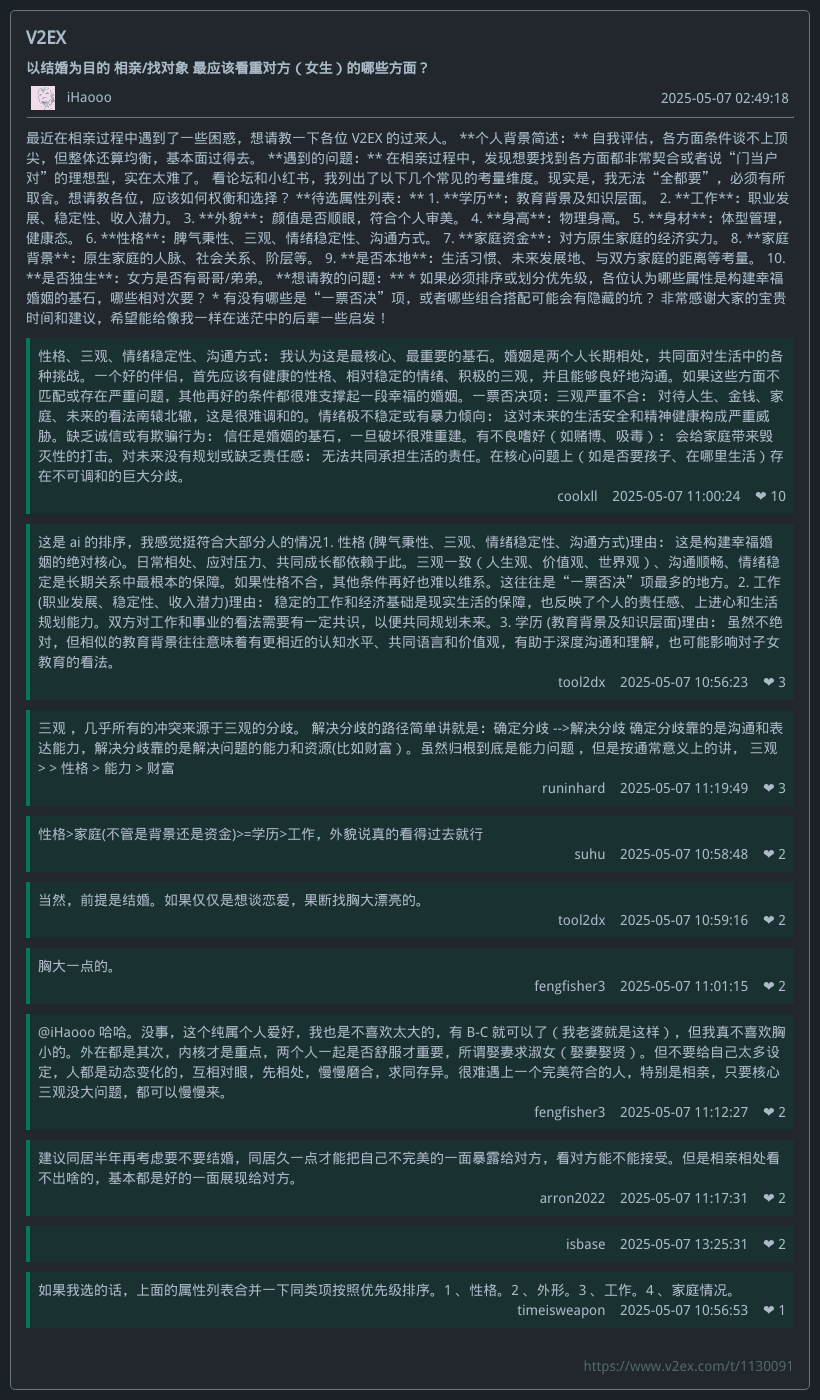 V2EX
以结婚为目的 相亲/找对象 最应该看重对方（女生）的哪些方面？
iHaooo 2025-05-07 02:49:18
最近在相亲过程中遇到了一些困惑，想请教一下各位 V2EX 的过来人。 **个人背景简述：** 自我评估，各方面条件谈不上顶
尖，但整体还算均衡，基本面过得去。 **遇到的问题：** 在相亲过程中，发现想要找到各方面都非常契合或者说“门当户
对”的理想型，实在太难了。 看论坛和小红书，我列出了以下几个常见的考量维度。现实是，我无法“全都要”，必须有所
取舍。想请教各位，应该如何权衡和选择？ **待选属性列表：** 1. **学历**：教育背景及知识层面。 2. **工作**：职业发
展、稳定性、收入潜力。 3. **外貌**：颜值是否顺眼，符合个人审美。 4. **身高**：物理身高。 5. **身材**：体型管理，
健康态。 6. **性格**：脾气秉性、三观、情绪稳定性、沟通方式。 7. **家庭资金**：对方原生家庭的经济实力。 8. **家庭
背景**：原生家庭的人脉、社会关系、阶层等。 9. **是否本地**：生活习惯、未来发展地、与双方家庭的距离等考量。 10.
**是否独生**：女方是否有哥哥/弟弟。 **想请教的问题：** * 如果必须排序或划分优先级，各位认为哪些属性是构建幸福
婚姻的基石，哪些相对次要？ * 有没有哪些是“一票否决”项，或者哪些组合搭配可能会有隐藏的坑？ 非常感谢大家的宝贵
时间和建议，希望能给像我一样在迷茫中的后辈一些启发！
性格、三观、情绪稳定性、沟通方式： 我认为这是最核心、最重要的基石。婚姻是两个人长期相处，共同面对生活中的各
种挑战。一个好的伴侣，首先应该有健康的性格、相对稳定的情绪、积极的三观，并且能够良好地沟通。如果这些方面不
匹配或存在严重问题，其他再好的条件都很难支撑起一段幸福的婚姻。一票否决项：三观严重不合： 对待人生、金钱、家
庭、未来的看法南辕北辙，这是很难调和的。情绪极不稳定或有暴力倾向： 这对未来的生活安全和精神健康构成严重威
胁。缺乏诚信或有欺骗行为： 信任是婚姻的基石，一旦破坏很难重建。有不良嗜好（如赌博、吸毒）： 会给家庭带来毁
灭性的打击。对未来没有规划或缺乏责任感： 无法共同承担生活的责任。在核心问题上（如是否要孩子、在哪里生活）存
在不可调和的巨大分歧。
coolxll 2025-05-07 11:00:24 ❤ 10
这是 ai 的排序，我感觉挺符合大部分人的情况1. 性格 (脾气秉性、三观、情绪稳定性、沟通方式)理由： 这是构建幸福婚
姻的绝对核心。日常相处、应对压力、共同成长都依赖于此。三观一致（人生观、价值观、世界观）、沟通顺畅、情绪稳
定是长期关系中最根本的保障。如果性格不合，其他条件再好也难以维系。这往往是“一票否决”项最多的地方。2. 工作
(职业发展、稳定性、收入潜力)理由： 稳定的工作和经济基础是现实生活的保障，也反映了个人的责任感、上进心和生活
规划能力。双方对工作和事业的看法需要有一定共识，以便共同规划未来。3. 学历 (教育背景及知识层面)理由： 虽然不绝
对，但相似的教育背景往往意味着有更相近的认知水平、共同语言和价值观，有助于深度沟通和理解，也可能影响对子女
教育的看法。
tool2dx 2025-05-07 10:56:23 ❤ 3
三观 ，几乎所有的冲突来源于三观的分歧。 解决分歧的路径简单讲就是：确定分歧 -->解决分歧 确定分歧靠的是沟通和表
达能力，解决分歧靠的是解决问题的能力和资源(比如财富 ) 。虽然归根到底是能力问题 ，但是按通常意义上的讲， 三观
> > 性格 > 能力 > 财富
runinhard 2025-05-07 11:19:49 ❤ 3
性格>家庭(不管是背景还是资金)>=学历>工作，外貌说真的看得过去就行
suhu 2025-05-07 10:58:48 ❤ 2
当然，前提是结婚。如果仅仅是想谈恋爱，果断找胸大漂亮的。
tool2dx 2025-05-07 10:59:16 ❤ 2
胸大一点的。
fengfisher3 2025-05-07 11:01:15 ❤ 2
@iHaooo 哈哈。没事，这个纯属个人爱好，我也是不喜欢太大的，有 B-C 就可以了（我老婆就是这样），但我真不喜欢胸
小的。外在都是其次，内核才是重点，两个人一起是否舒服才重要，所谓娶妻求淑女（娶妻娶贤）。但不要给自己太多设
定，人都是动态变化的，互相对眼，先相处，慢慢磨合，求同存异。很难遇上一个完美符合的人，特别是相亲，只要核心
三观没大问题，都可以慢慢来。
fengfisher3 2025-05-07 11:12:27 ❤ 2
建议同居半年再考虑要不要结婚，同居久一点才能把自己不完美的一面暴露给对方，看对方能不能接受。但是相亲相处看
不出啥的，基本都是好的一面展现给对方。
arron2022 2025-05-07 11:17:31 ❤ 2
isbase 2025-05-07 13:25:31 ❤ 2
如果我选的话，上面的属性列表合并一下同类项按照优先级排序。1 、性格。2 、外形。3 、工作。4 、家庭情况。
timeisweapon 2025-05-07 10:56:53 ❤ 1
https://www.v2ex.com/t/1130091